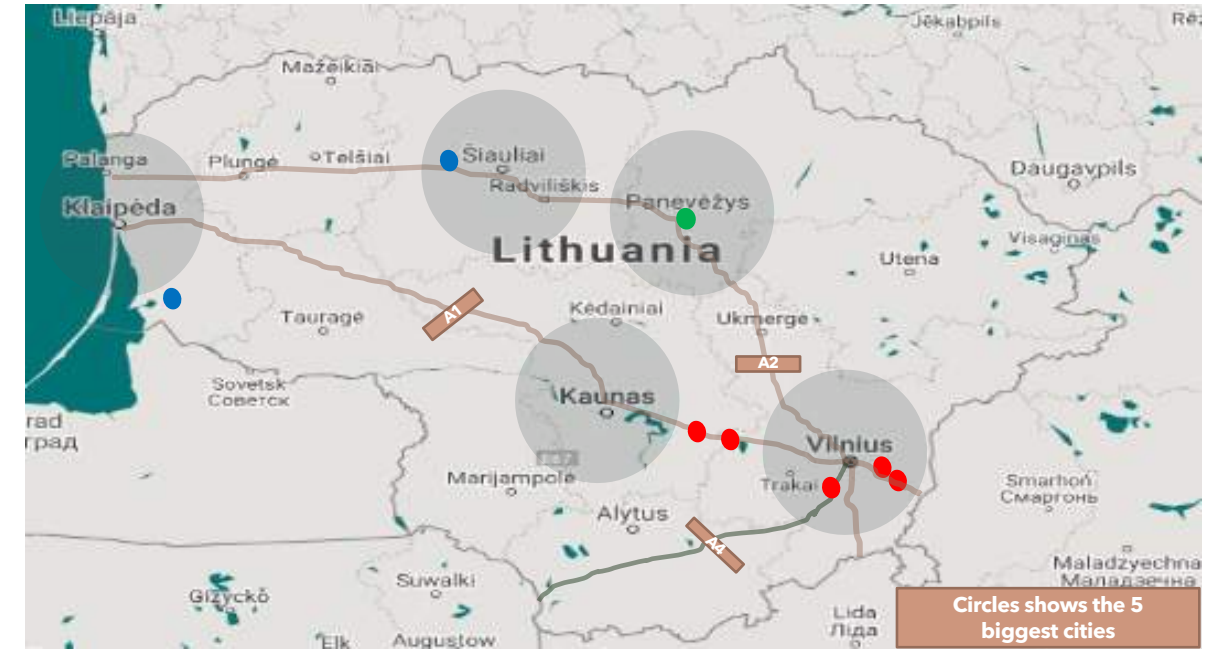 Liepāja
Jēkabpils
Mažeikiai
Palanga
Plungė
Telšiai
Šiauliai
Radviliškis
Daugavpils
Klaipėda
Panevėžys
Visaginas
Lithuania
Utena
Tauragė
A1
Kėdainiai
Ukmergė
A2
Sovetsk
Советск
Kaunas
rad
град
Vilnius
Marijampolė
Trakai
Smarhoń
Смаргонь
Alytus
A4
Suwałki
Giżycko
Maladzyechna
Маладзечна
Ełk
Augustów
Lida
Ліда
Circles shows the 5
biggest cities